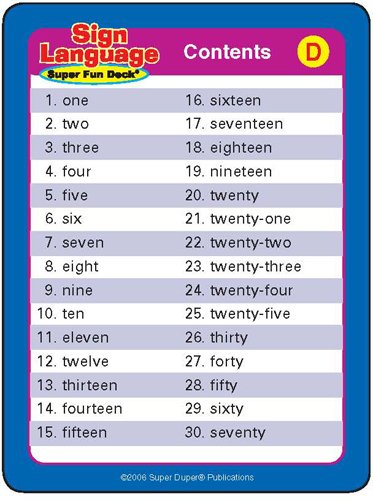 Sign
Language
Super Fun Deck®
Contents
D
1. one
2. two
3. three
4. four
5. five
6. six
7. seven
8. eight
9. nine
10. ten
11. eleven
12. twelve
13. thirteen
14. fourteen
15. fifteen
16. sixteen
17. seventeen
18. eighteen
19. nineteen
20. twenty
21. twenty-one
22. twenty-two
23. twenty-three
24. twenty-four
25. twenty-five
26. thirty
27. forty
28. fifty
29. sixty
30. seventy
©2006 Super Duper® Publications